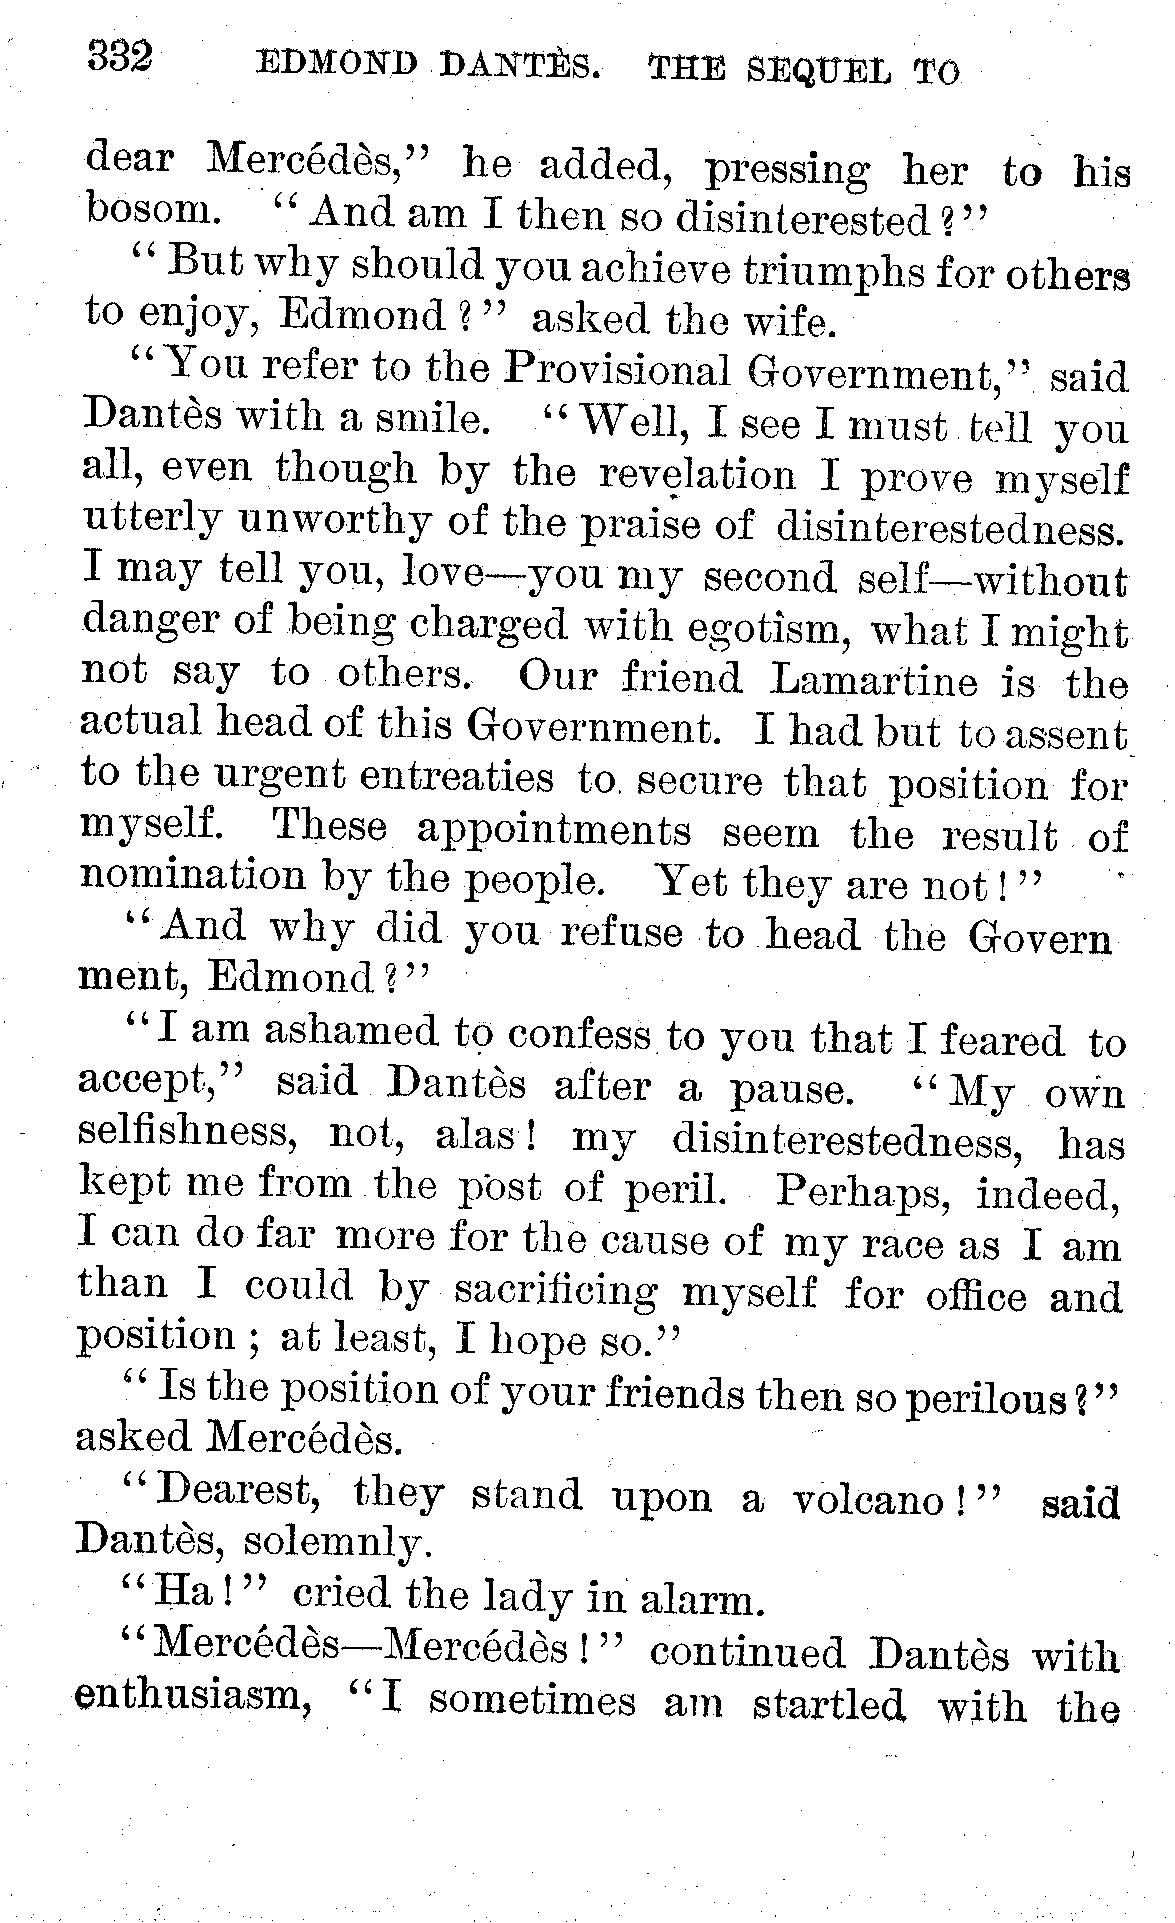 332 EDMOND DANTÈS. THE SEQUEL TO
dear Mercédès,” he added, pressing her to his
bosom. “And am I then so disinterested?”
“But why should you achieve triumphs for others
to enjoy, Edmond?” asked the wife.
“You refer to the Provisional Government,” said
Dantès with a smile. “Well, I see I must tell you
all, even though by the revelation I prove myself
utterly unworthy of the praise of disinterestedness.
I may tell you, love—you my second self—without
danger of being charged with egotism, what I might
not say to others. Our friend Lamartine is the
actual head of this Government. I had but to assent
to the urgent entreaties to secure that position for
myself. These appointments seem the result of
nomination by the people. Yet they are not!”
“And why did you refuse to head the Govern
ment, Edmond?”
“I am ashamed to confess to you that I feared to
accept,” said Dantès after a pause. “My own
selfishness, not, alas! my disinterestedness, has
kept me from the post of peril. Perhaps, indeed,
I can do far more for the cause of my race as I am
than I could by sacrificing myself for office and
position; at least, I hope so.”
“Is the position of your friends then so perilous?”
asked Mercédès.
“Dearest, they stand upon a volcano!” said
Dantès, solemnly.
“Ha!” cried the lady in alarm.
“Mercédès—Mercédès!” continued Dantès with
enthusiasm, “I sometimes am startled with the